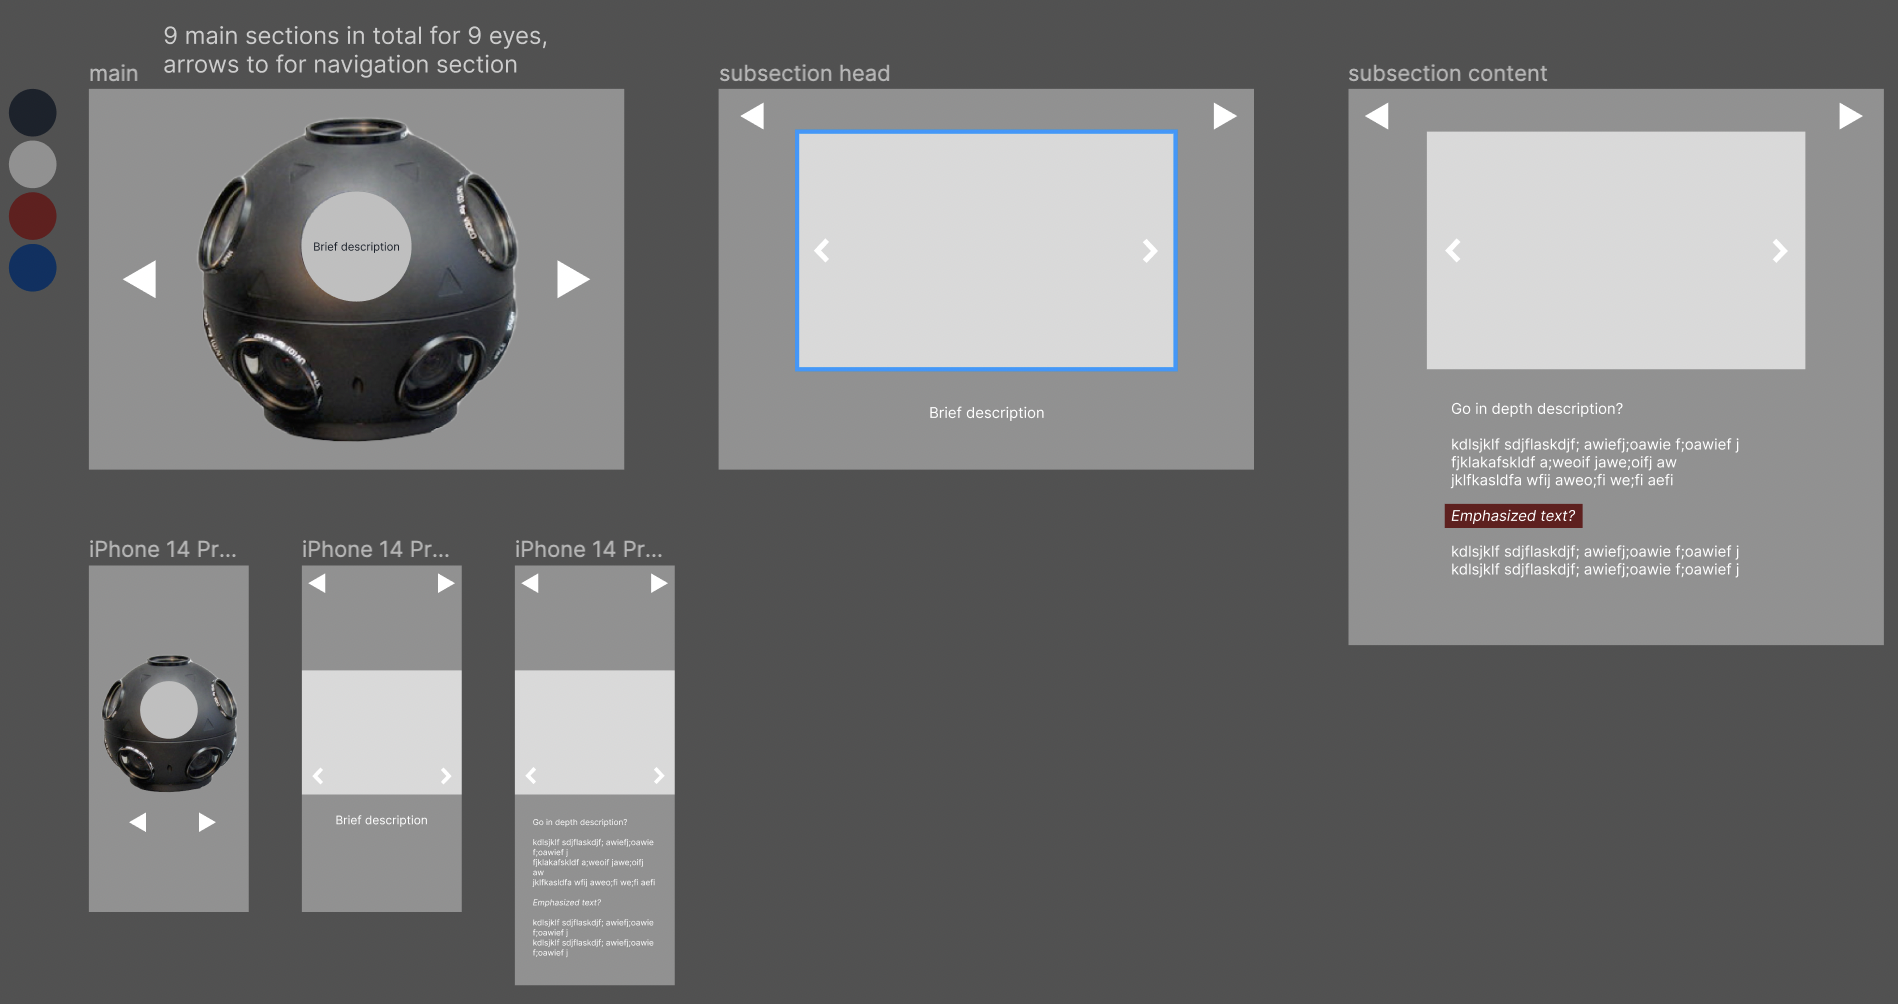 9 main sections in total for 9 eyes,
arrows to for navigation section
main
Brief description
subsection head
Brief description
subsection content
Go in depth description?
kdlsjklf sdjflaskdjf; awiefj;oawie f;oawief j
fjklakafskldf a;weoif jawe;oifj aw
jklfkasldfa wfij aweo;fi we;fi aefi
Emphasized text?
kdlsjklf sdjflaskdjf; awiefj;oawie f;oawief j
kdlsjklf sdjflaskdjf; awiefj;oawie f;oawief j
iPhone 14 Pr...
iPhone 14 Pr...
Brief description
iPhone 14 Pr...
Go in depth description?
kdlsjklf sdjflaskdjf; awiefj;oawie
f;oawief j
fjklakafskldf a;weoif jawe;oifj
aw
jklfkasldfa wfij aweo;fi we;fi aefi
Emphasized text?
kdlsjklf sdjflaskdjf; awiefj;oawie
f;oawief j
kdlsjklf sdjflaskdjf; awiefj;oawie
f;oawief j